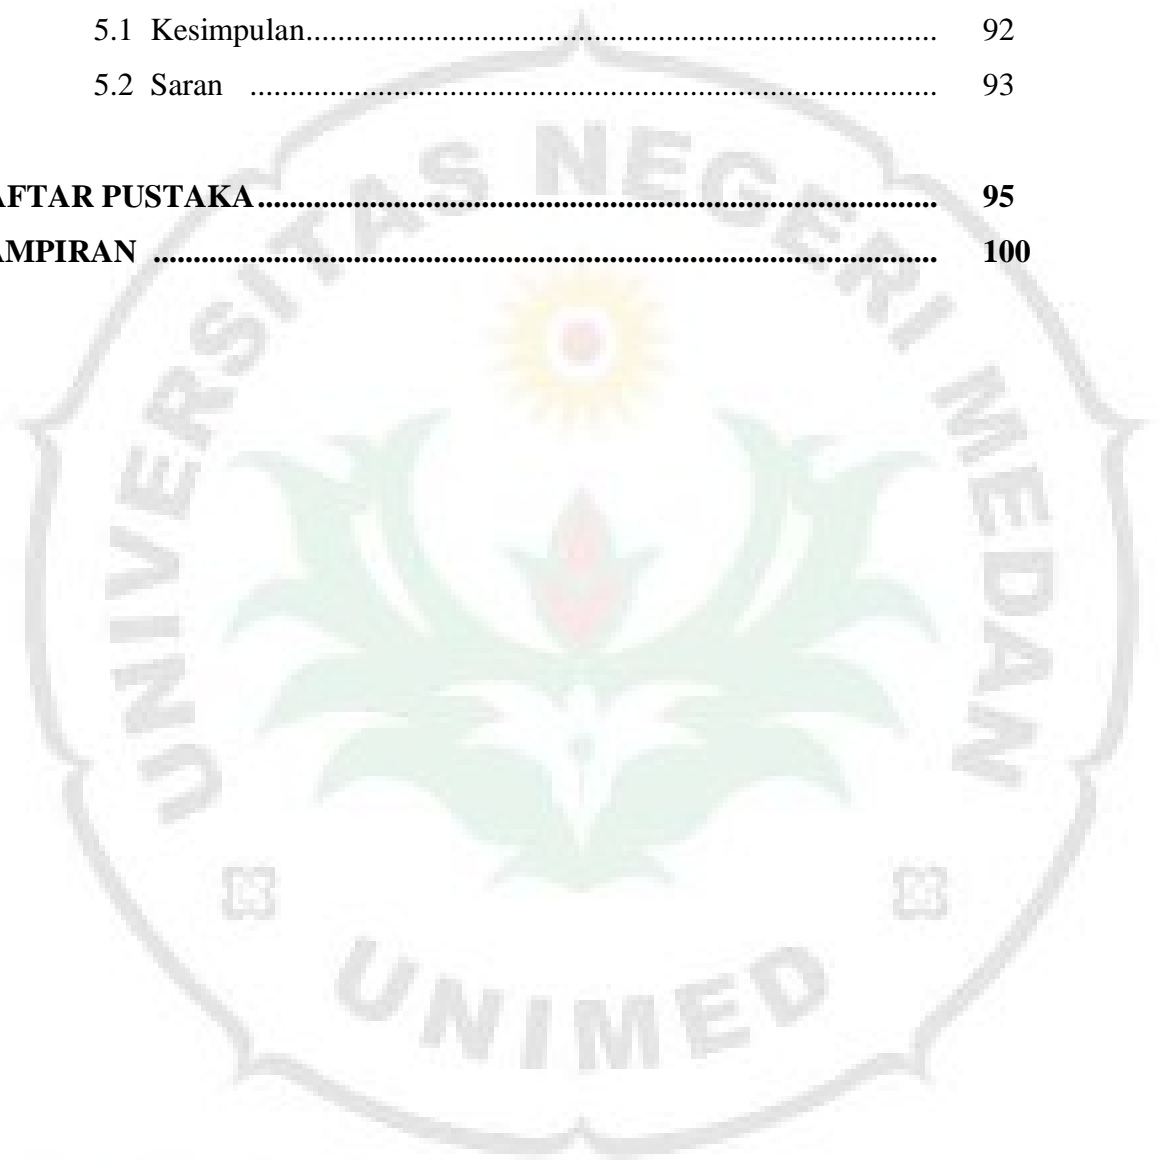 5.1 Kesimpulan............................................................................ 92
5.2 Saran ................................................................................... 93
AFTAR PUSTAKA.................................................................................. 95
AMPIRAN ............................................................................................... 100
UNIVERSITAS NEGERI MEDAN
UNIMED